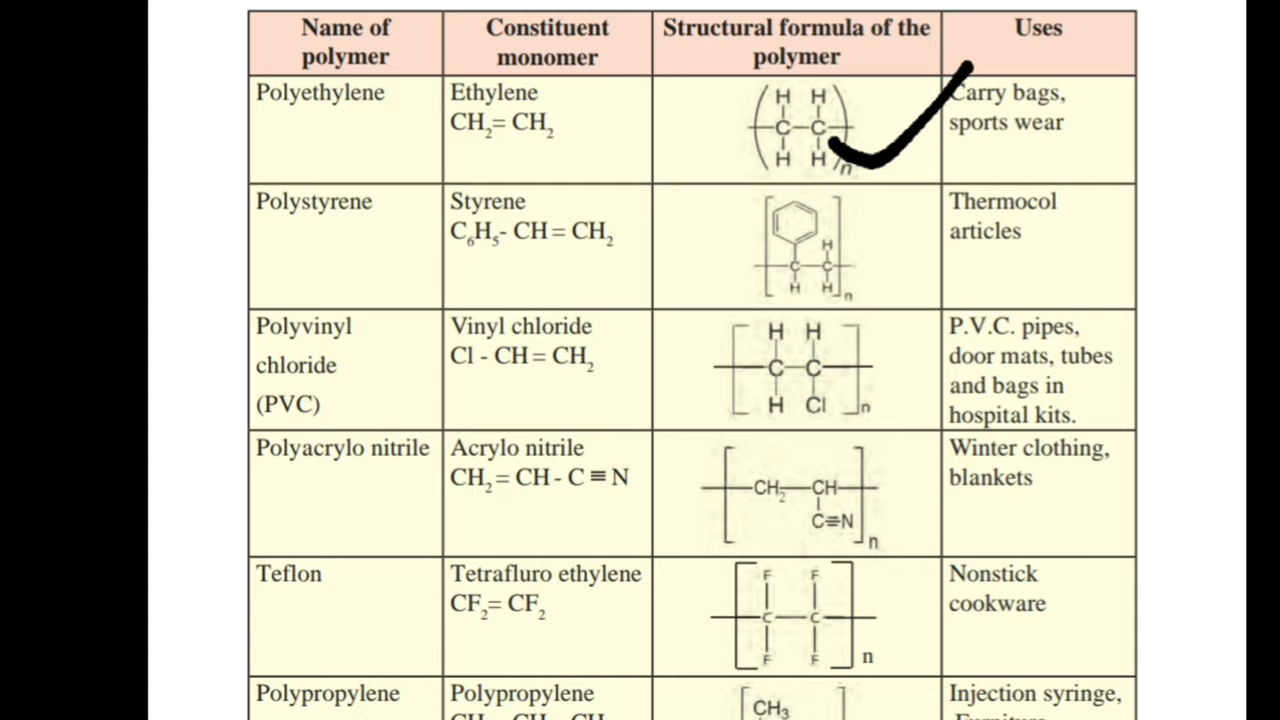 Name of polymer
Constituent monomer
Structural formula of the polymer
Uses
Polyethylene
Ethylene
CH₂= CH₂
H H
C C
H H
n
Carry bags,
sports wear
Polystyrene
Styrene
C₆H₅- CH = CH₂
H
C C
H H
n
Thermocol
articles
Polyvinyl
chloride
(PVC)
Vinyl chloride
Cl - CH = CH₂
H H
C C
H Cl
n
P.V.C. pipes,
door mats, tubes
and bags in
hospital kits.
Polyacrylo nitrile
Acrylo nitrile
CH₂ = CH - C ≡ N
CH₂ CH
C≡N
n
Winter clothing,
blankets
Teflon
Tetrafluro ethylene
CF₂= CF₂
F F
C C
F F
n
Nonstick
cookware
Polypropylene
Polypropylene
CH₃
Injection syringe,